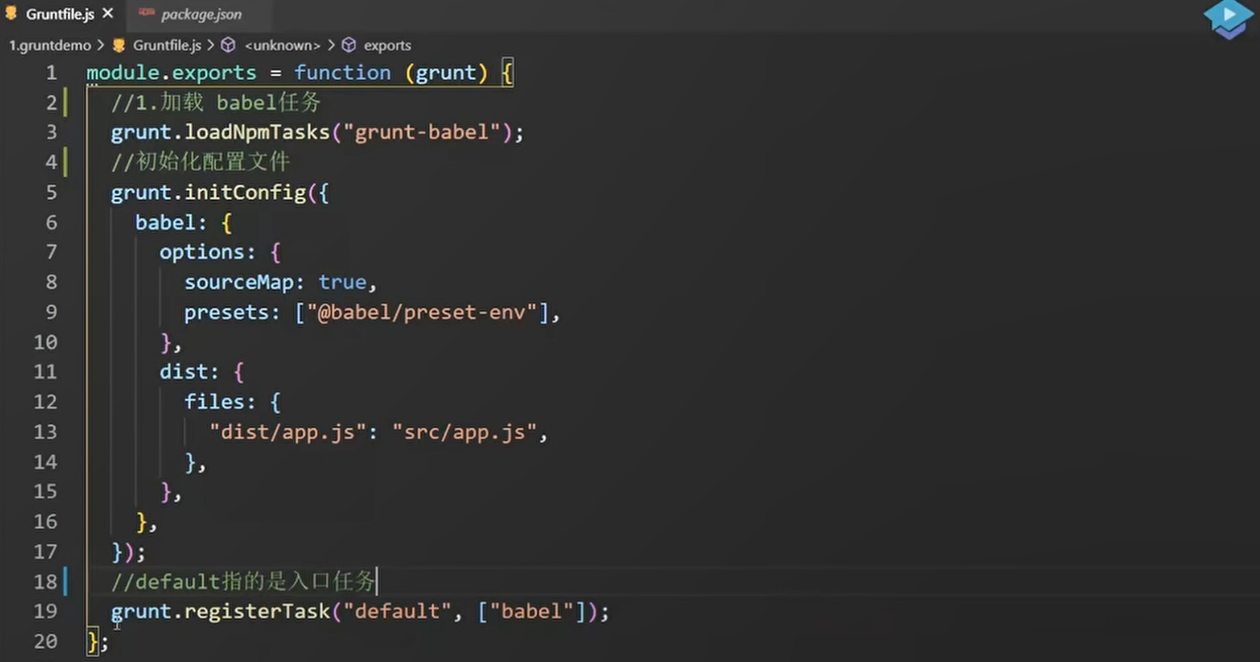 Gruntfile.js × package.json
1.gruntdemo > Gruntfile.js > <unknown> > exports
1 module.exports = function (grunt) {
2 //1.加载 babel任务
3 grunt.loadNpmTasks("grunt-babel");
4 //初始化配置文件
5 grunt.initConfig({
6 babel: {
7 options: {
8 sourceMap: true,
9 presets: ["@babel/preset-env"],
10 },
11 dist: {
12 files: {
13 "dist/app.js": "src/app.js",
14 },
15 },
16 },
17 });
18 //default指的是入口任务
19 grunt.registerTask("default", ["babel"]);
20 };